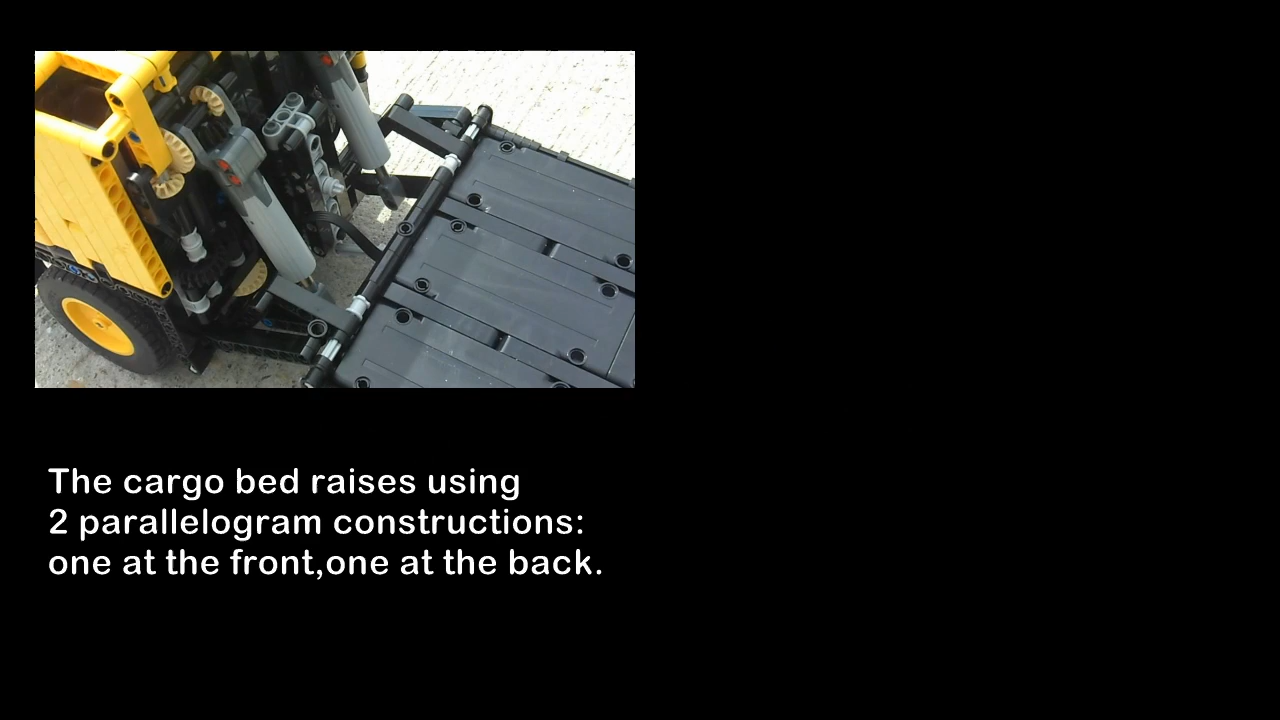 The cargo bed raises using
2 parallelogram constructions:
one at the front,one at the back.